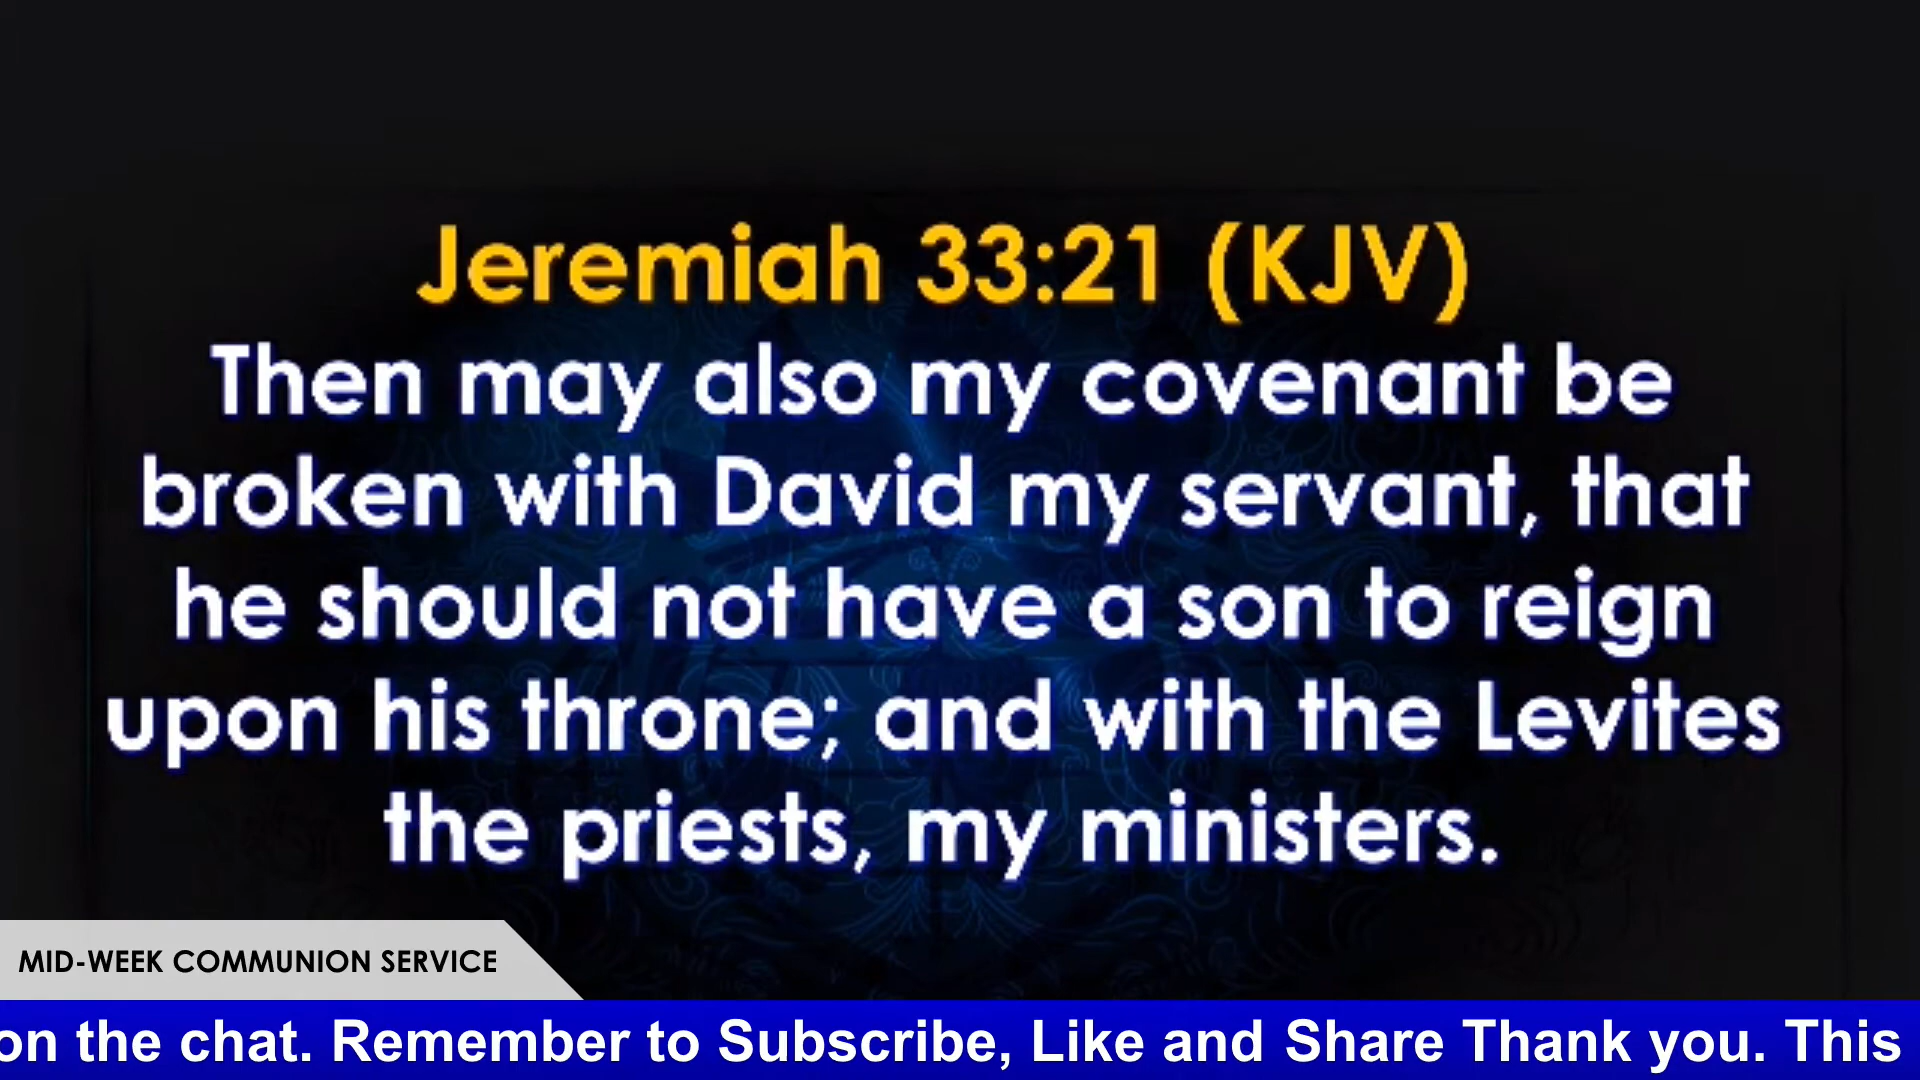 Jeremiah 33:21 (KJV)
Then may also my covenant be
broken with David my servant, that
he should not have a son to reign
upon his throne; and with the Levites
the priests, my ministers.
MID-WEEK COMMUNION SERVICE
on the chat. Remember to Subscribe, Like and Share Thank you. This